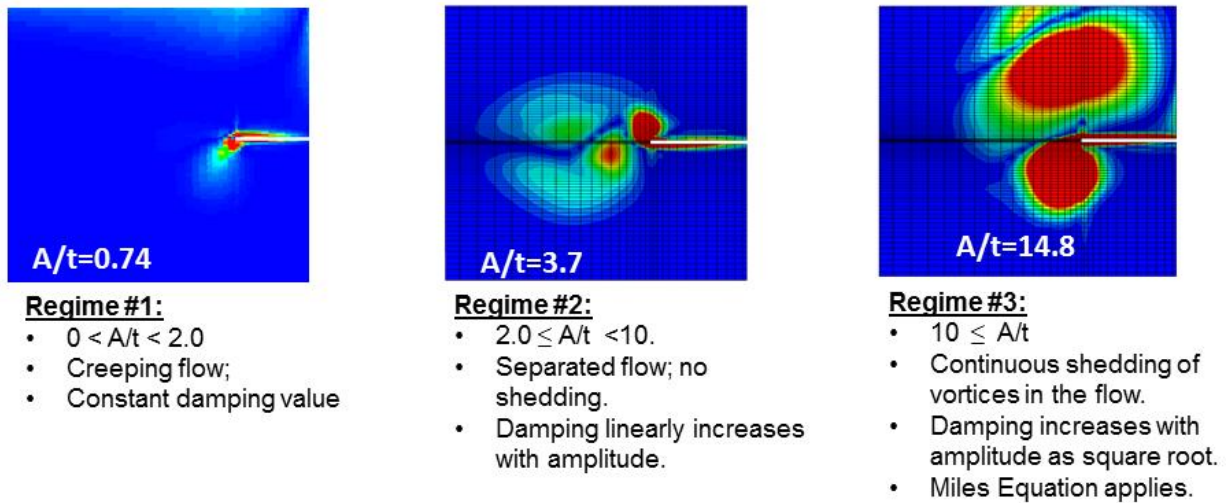 A/t=0.74
Regime #1:
• 0 < A/t < 2.0
• Creeping flow;
• Constant damping value
A/t=3.7
Regime #2:
• 2.0 ≤ A/t <10.
• Separated flow; no
shedding.
• Damping linearly increases
with amplitude.
A/t=14.8
Regime #3:
• 10 ≤ A/t
• Continuous shedding of
vortices in the flow.
• Damping increases with
amplitude as square root.
• Miles Equation applies.